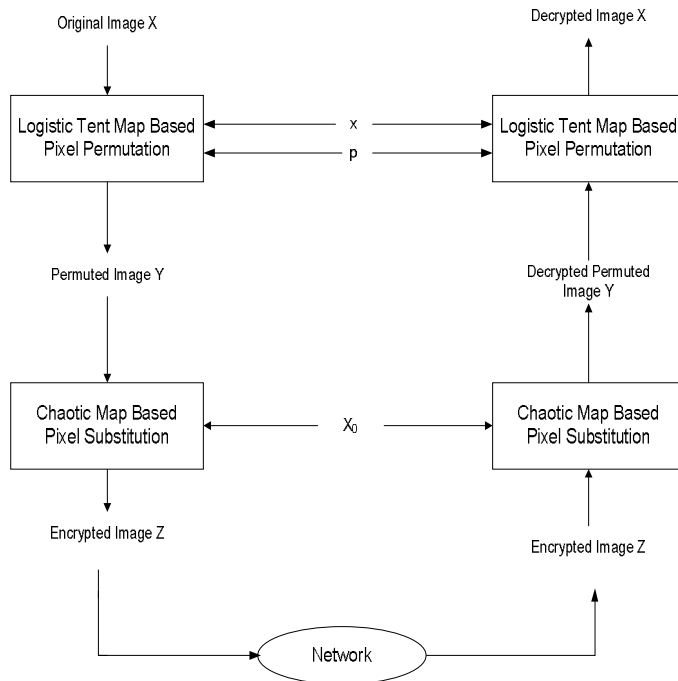 Original Image X
Decrypted Image X
Logistic Tent Map Based
Pixel Permutation
x
p
Logistic Tent Map Based
Pixel Permutation
Permuted Image Y
Decrypted Permuted
Image Y
Chaotic Map Based
Pixel Substitution
X₀
Chaotic Map Based
Pixel Substitution
Encrypted Image Z
Encrypted Image Z
Network